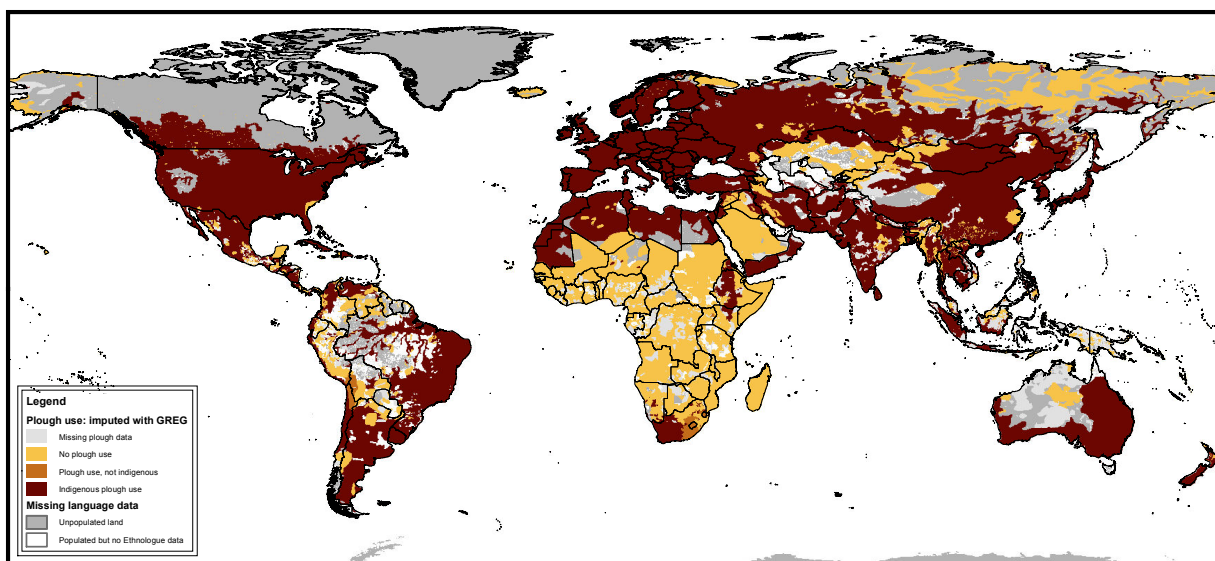 Legend
Plough use: imputed with GREG
Missing plough data
No plough use
Plough use, not indigenous
Indigenous plough use
Missing language data
Unpopulated land
Populated but no Ethnologue data